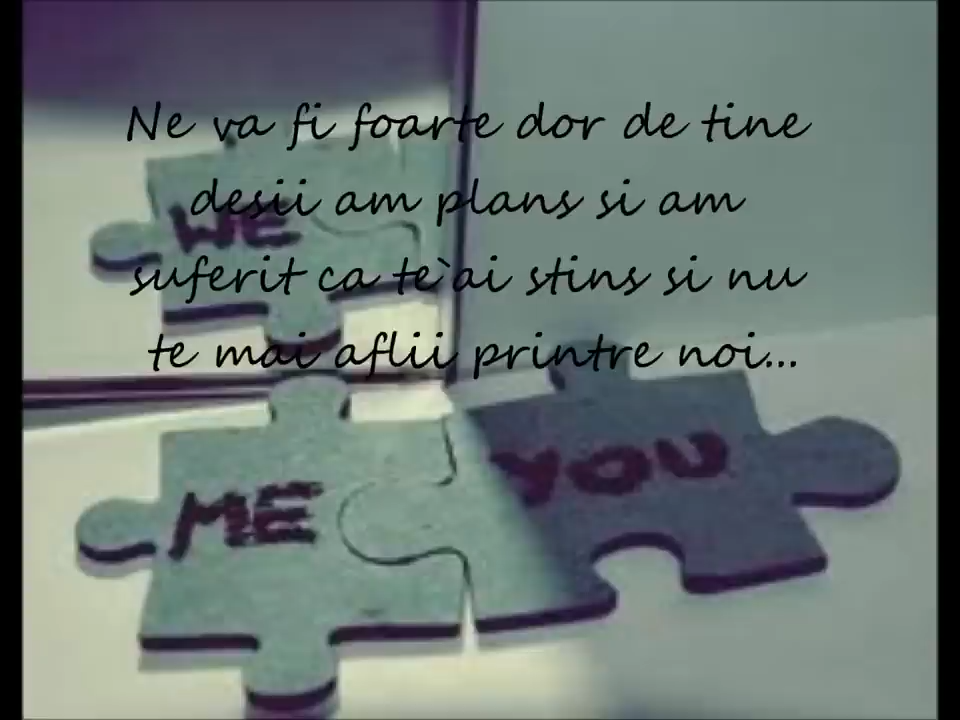 Ne va fi foarte dor de tine
desii am plans si am
WE
suferit ca te`ai stins si nu
te mai aflii printre noi...
ME YOU